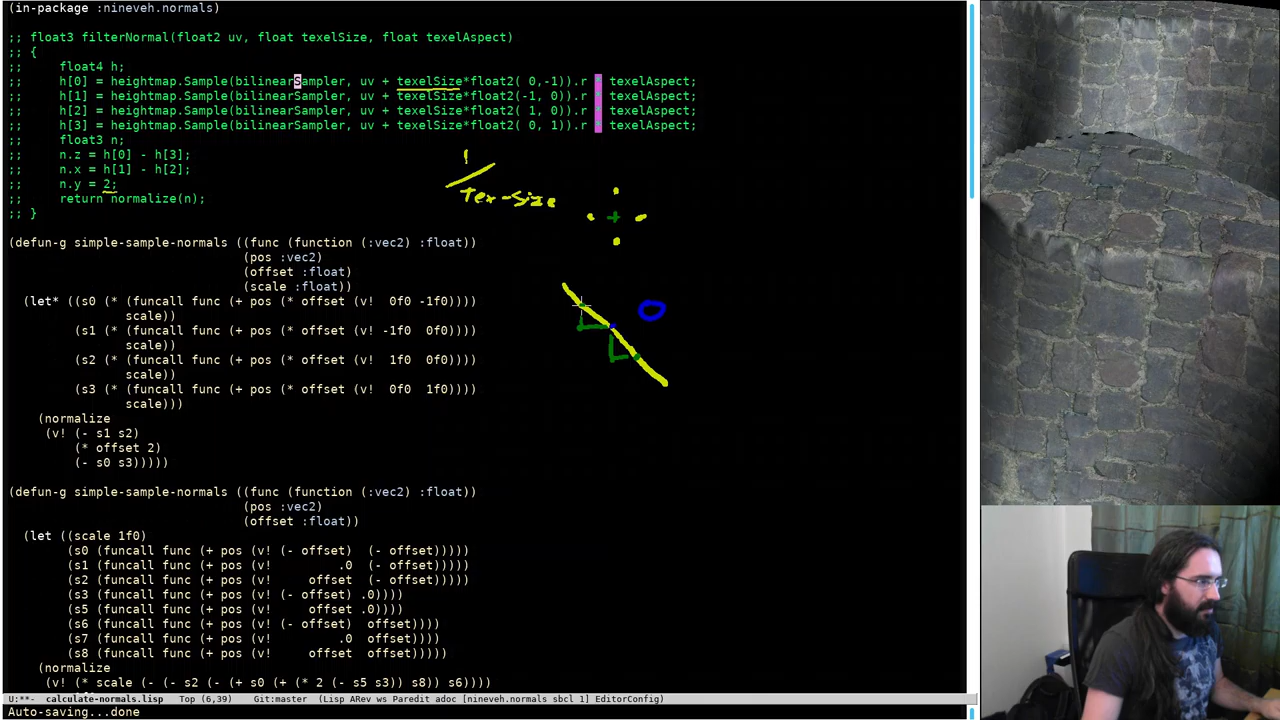 (in-package :nineveh.normals)
;; float3 filterNormal(float2 uv, float texelSize, float texelAspect)
;; {
;;     float4 h;
;;     h[0] = heightmap.Sample(bilinearSampler, uv + texelSize*float2( 0,-1)).r * texelAspect;
;;     h[1] = heightmap.Sample(bilinearSampler, uv + texelSize*float2(-1, 0)).r * texelAspect;
;;     h[2] = heightmap.Sample(bilinearSampler, uv + texelSize*float2( 1, 0)).r * texelAspect;
;;     h[3] = heightmap.Sample(bilinearSampler, uv + texelSize*float2( 0, 1)).r * texelAspect;
;;     float3 n;
;;     n.z = h[0] - h[3];
;;     n.x = h[1] - h[2];
;;     n.y = 2;
;;     return normalize(n);
;; }
1/
Tex-Size
(defun-g simple-sample-normals ((func (function (:vec2) :float))
(pos :vec2)
(offset :float)
(scale :float))
(let* ((s0 (* (funcall func (+ pos (* offset (v!  0f0 -1f0))))
scale))
(s1 (* (funcall func (+ pos (* offset (v! -1f0  0f0))))
scale))
(s2 (* (funcall func (+ pos (* offset (v!  1f0  0f0))))
scale))
(s3 (* (funcall func (+ pos (* offset (v!  0f0  1f0))))
scale)))
(normalize
(v! (- s1 s2)
(* offset 2)
(- s0 s3)))))
(defun-g simple-sample-normals ((func (function (:vec2) :float))
(pos :vec2)
(offset :float))
(let ((scale 1f0)
(s0 (funcall func (+ pos (v! (- offset)  (- offset)))))
(s1 (funcall func (+ pos (v!         .0  (- offset)))))
(s2 (funcall func (+ pos (v!     offset  (- offset)))))
(s3 (funcall func (+ pos (v! (- offset) .0))))
(s5 (funcall func (+ pos (v!     offset .0))))
(s6 (funcall func (+ pos (v! (- offset)  offset))))
(s7 (funcall func (+ pos (v!         .0  offset))))
(s8 (funcall func (+ pos (v!     offset  offset)))))
(normalize
(v! (* scale (- (- s2 (- (+ s0 (+ (* 2 (- s5 s3)) s8)) s6))))
U:**-  calculate-normals.lisp   Top (6,39)     Git:master  (Lisp ARev ws Paredit adoc [nineveh.normals sbcl 1] EditorConfig)
Auto-saving...done